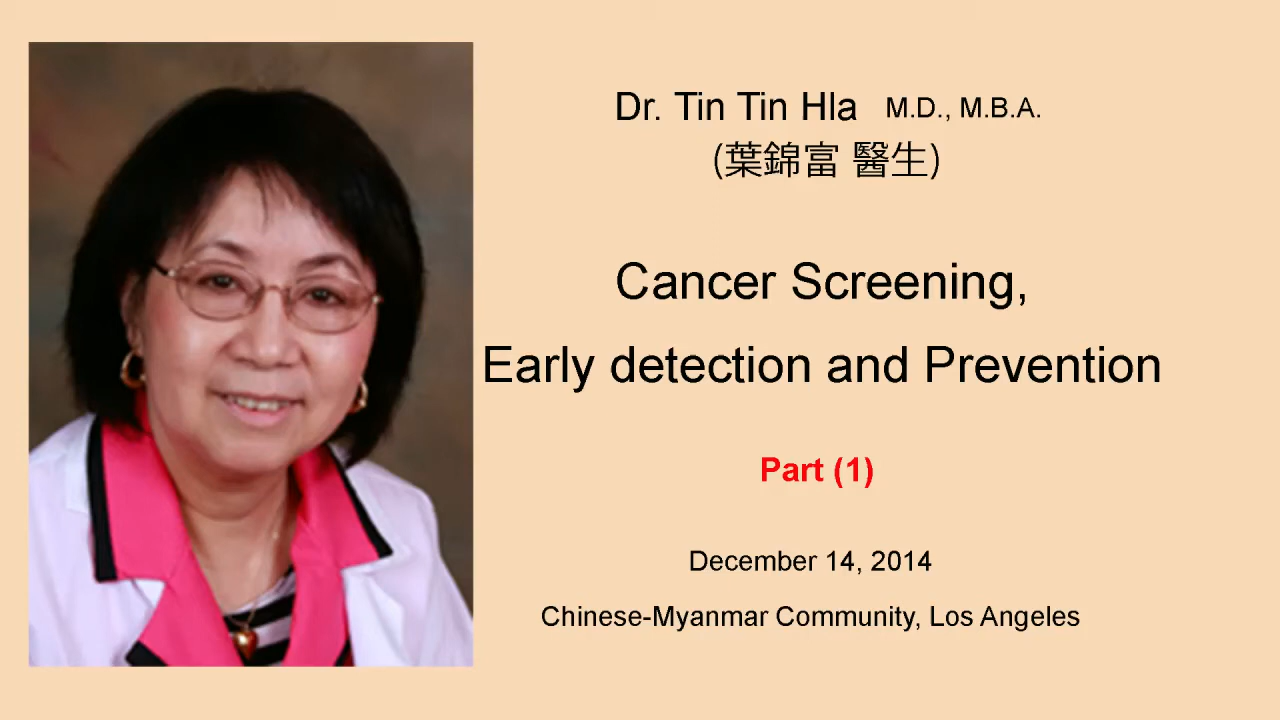 Dr. Tin Tin Hla M.D., M.B.A.
(葉錦富 醫生)
Cancer Screening,
Early detection and Prevention
Part (1)
December 14, 2014
Chinese-Myanmar Community, Los Angeles